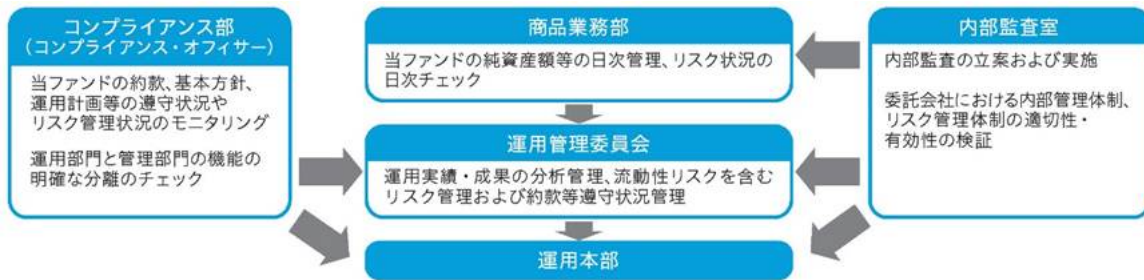 コンプライアンス部
（コンプライアンス・オフィサー）
当ファンドの約款、基本方針、
運用計画等の遵守状況や
リスク管理状況のモニタリング
運用部門と管理部門の機能の
明確な分離のチェック
商品業務部
当ファンドの純資産額等の日次管理、リスク状況の
日次チェック
運用管理委員会
運用実績・成果の分析管理、流動性リスクを含む
リスク管理および約款等遵守状況管理
運用本部
内部監査室
内部監査の立案および実施
委託会社における内部管理体制、
リスク管理体制の適切性・
有効性の検証